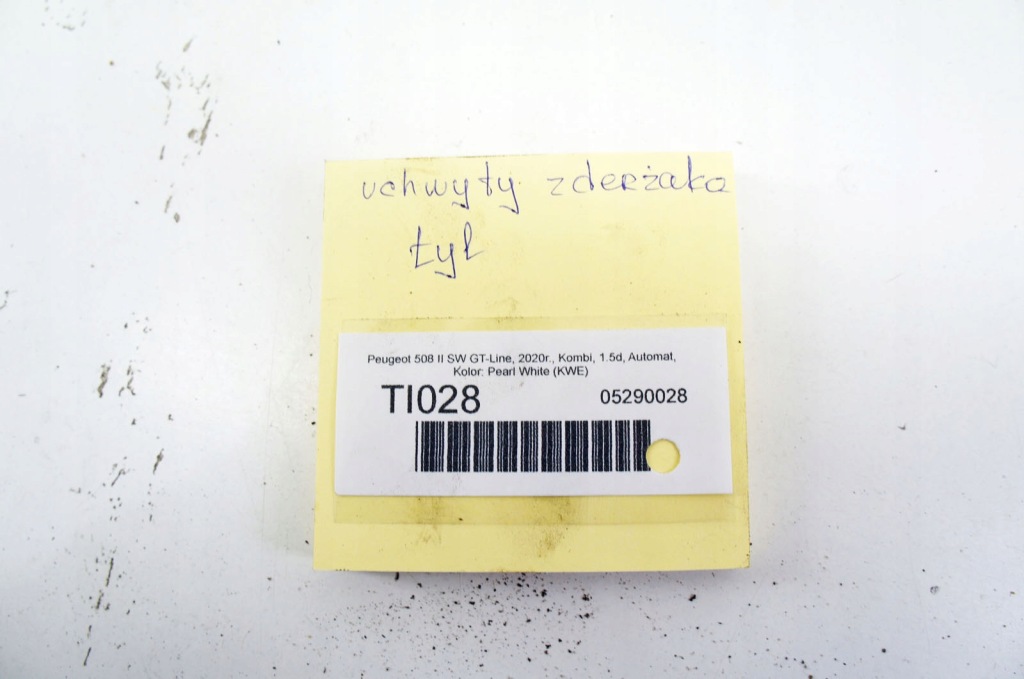 uchwyty zderzaka
tył
Peugeot 508 II SW GT-Line, 2020r., Kombi, 1.5d, Automat,
Kolor: Pearl White (KWE)
TI028
05290028